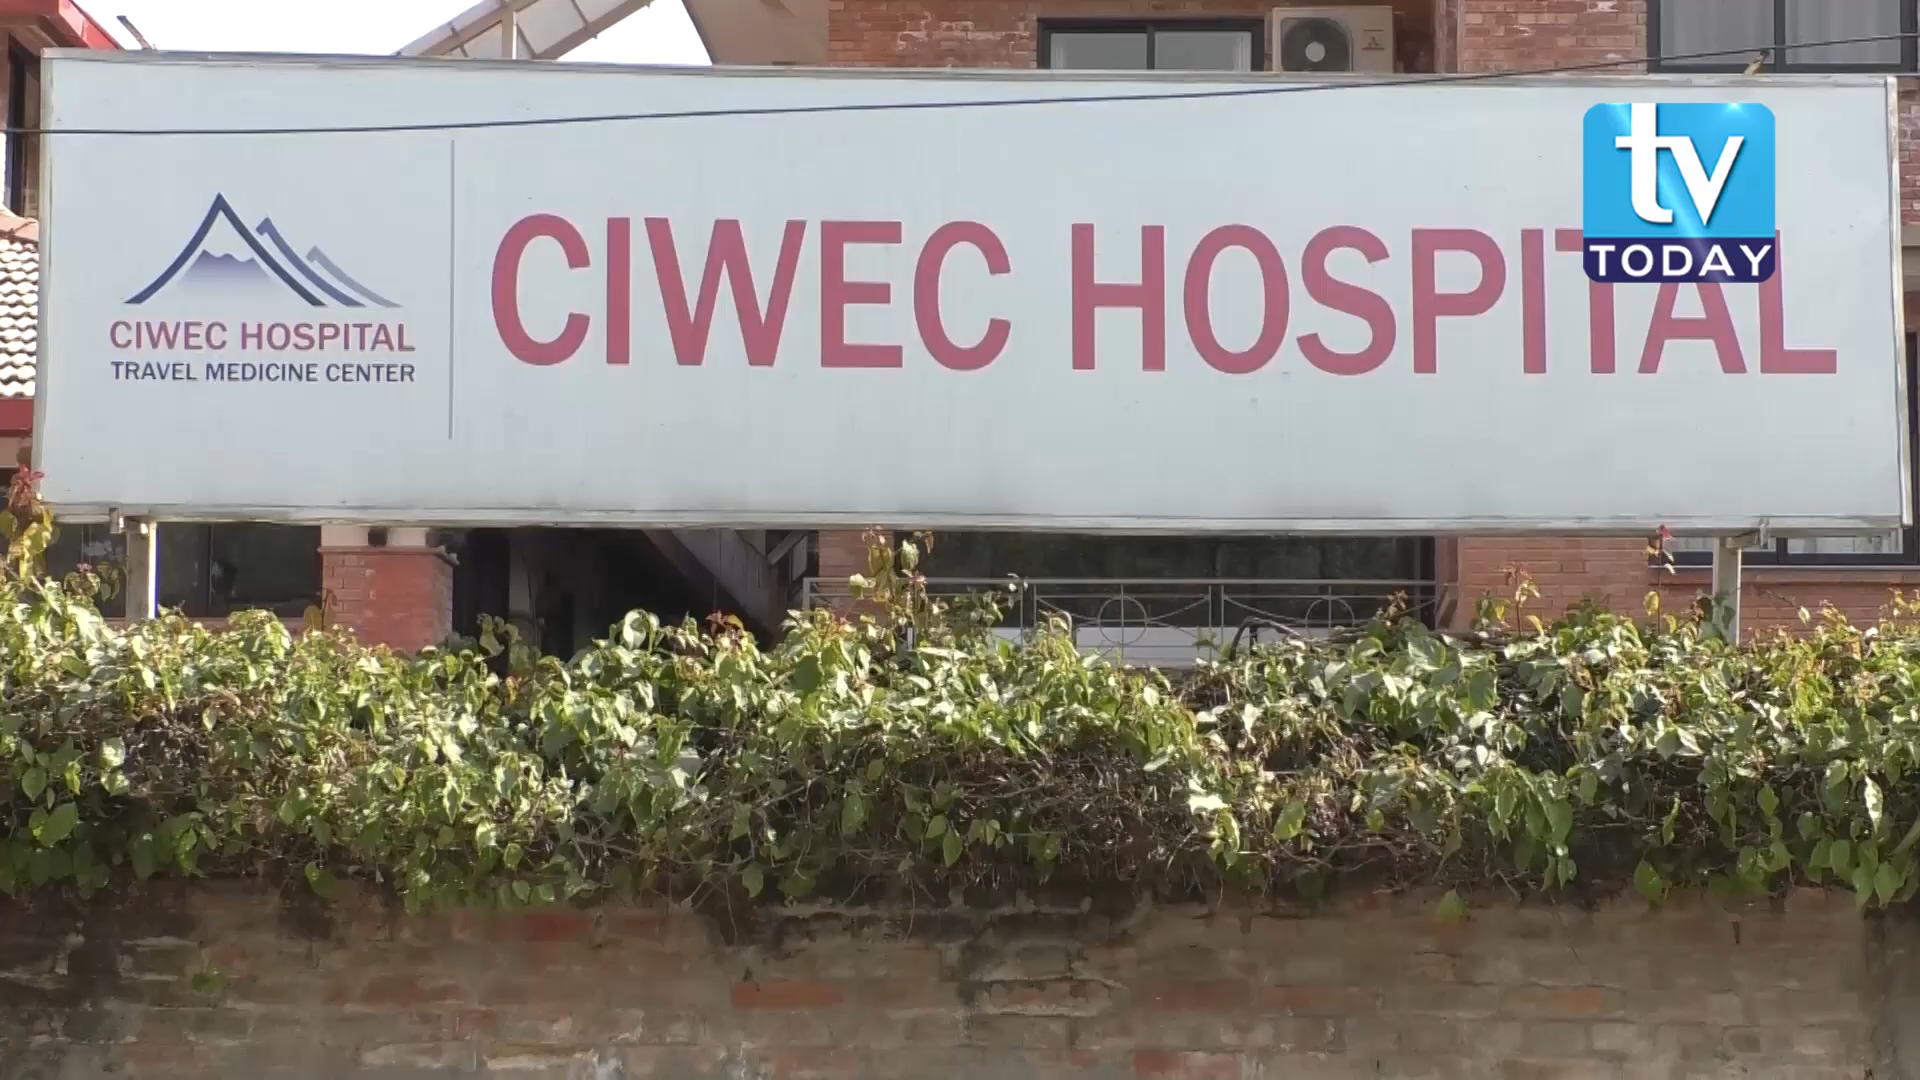 CIWEC HOSPITAL
TRAVEL MEDICINE CENTER
CIWEC HOSPITAL
tv
TODAY